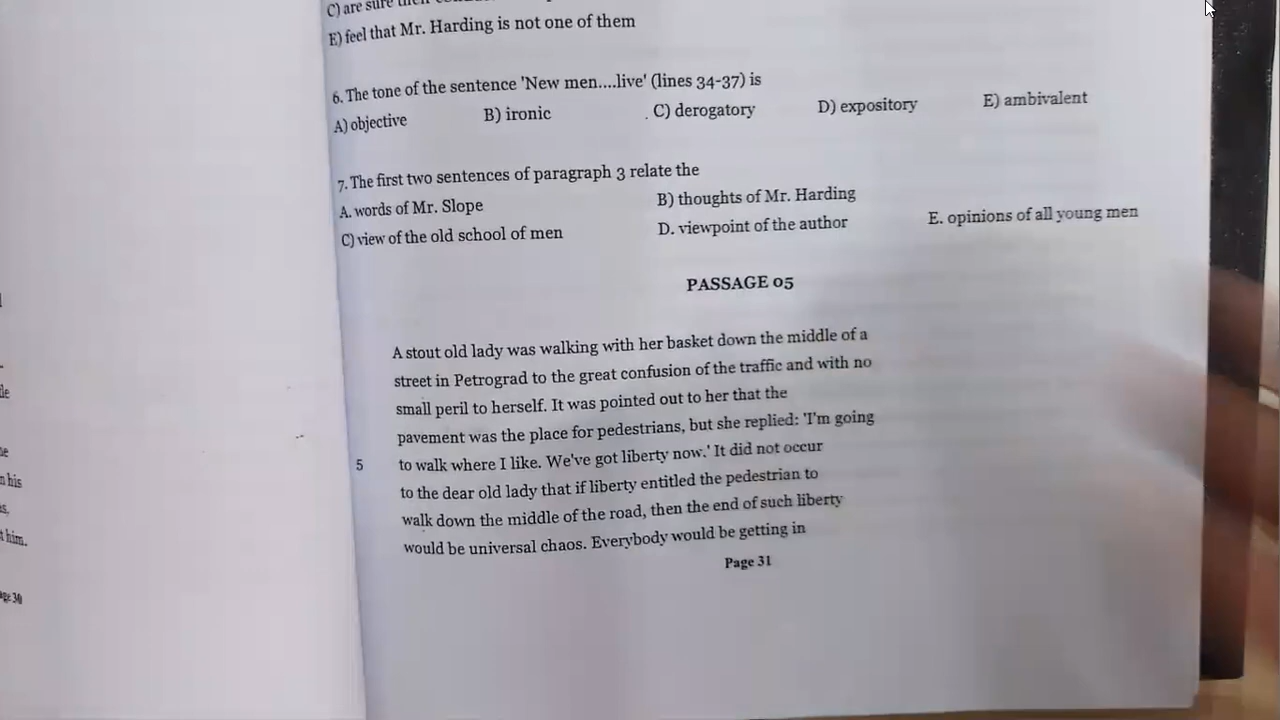 C) are sure
E) feel that Mr. Harding is not one of them
6. The tone of the sentence 'New men....live' (lines 34-37) is
A) objective B) ironic C) derogatory D) expository E) ambivalent
7. The first two sentences of paragraph 3 relate the
A. words of Mr. Slope B) thoughts of Mr. Harding
C) view of the old school of men D. viewpoint of the author E. opinions of all young men
PASSAGE 05
A stout old lady was walking with her basket down the middle of a
street in Petrograd to the great confusion of the traffic and with no
small peril to herself. It was pointed out to her that the
pavement was the place for pedestrians, but she replied: 'I'm going
5 to walk where I like. We've got liberty now.' It did not occur
to the dear old lady that if liberty entitled the pedestrian to
walk down the middle of the road, then the end of such liberty
would be universal chaos. Everybody would be getting in
Page 31
n his
t him.